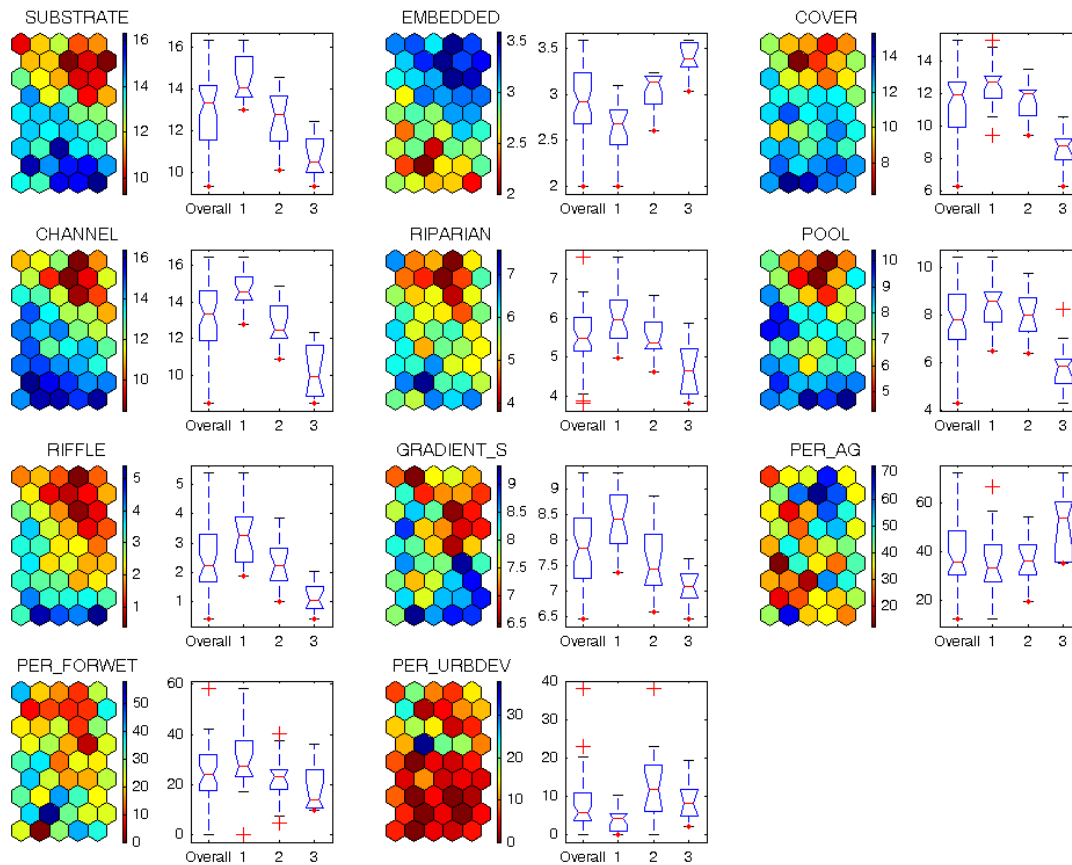 SUBSTRATE EMBEDDED COVER
16 14 12 10
16 14 12 10
Overall 1 2 3
3.5 3 2.5 2
3.5 3 2.5 2
Overall 1 2 3
14 12 10 8
14 12 10 8 6
Overall 1 2 3
CHANNEL RIPARIAN POOL
16 14 12 10
16 14 12 10
Overall 1 2 3
7 6 5 4
7 6 5 4
Overall 1 2 3
10 9 8 7 6 5
10 8 6 4
Overall 1 2 3
RIFFLE GRADIENT_S PER_AG
5 4 3 2 1
5 4 3 2 1
Overall 1 2 3
9 8.5 8 7.5 7 6.5
9 8.5 8 7.5 7 6.5
Overall 1 2 3
70 60 50 40 30 20
60 40 20
Overall 1 2 3
PER_FORWET PER_URBDEV
50 40 30 20 10 0
60 40 20 0
Overall 1 2 3
30 20 10 0
40 30 20 10 0
Overall 1 2 3